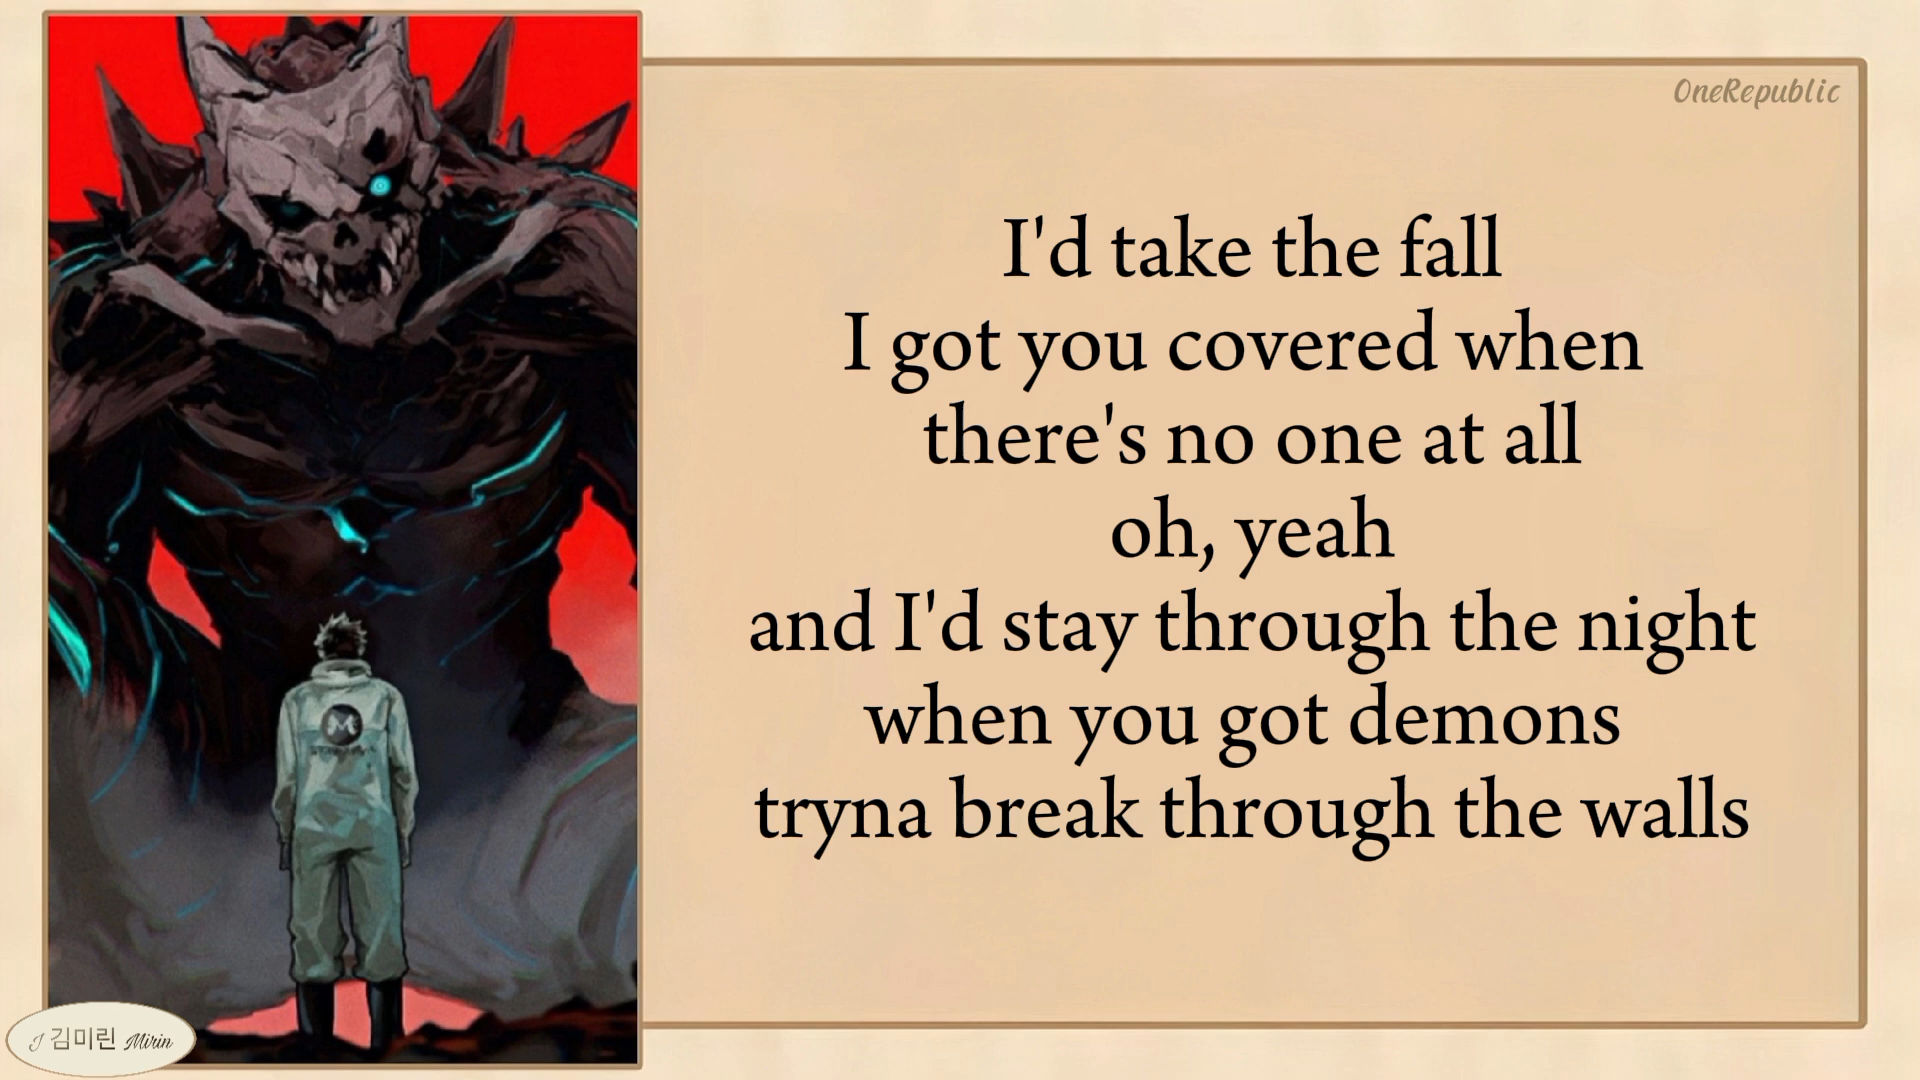 OneRepublic
I'd take the fall
I got you covered when
there's no one at all
oh, yeah
and I'd stay through the night
when you got demons
tryna break through the walls
M
J 김미린 Mirin